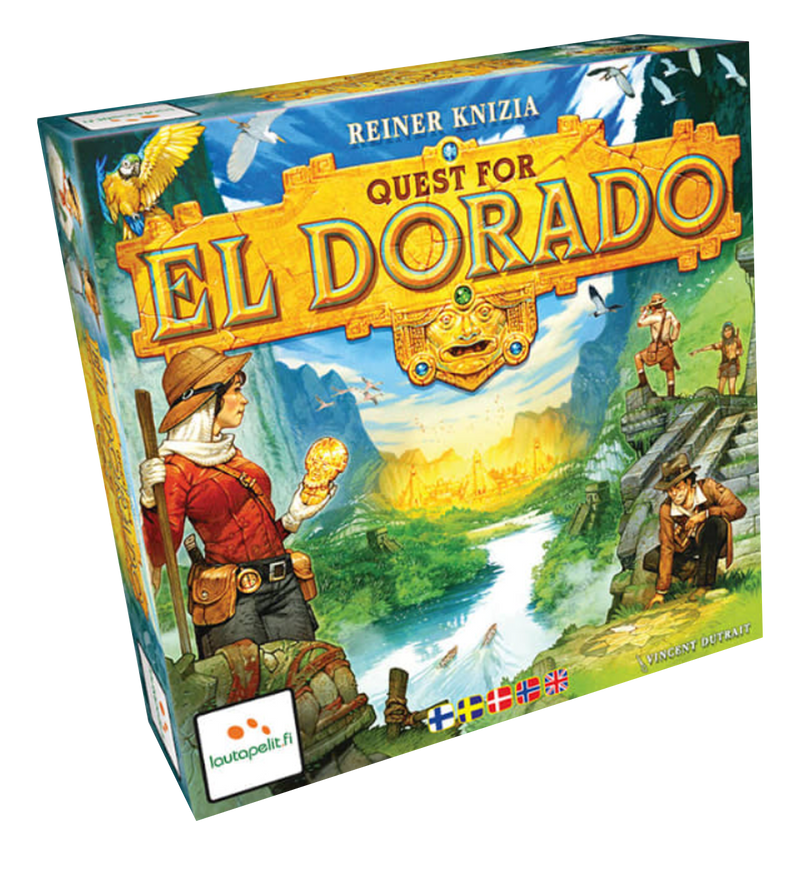 REINER KNIZIA
QUEST FOR
EL DORADO
VINCENT DUTRAIT
lautapelit.fi